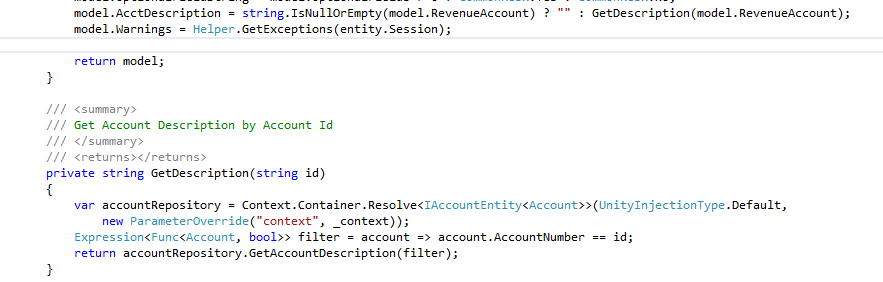 model.AcctDescription = string.IsNullOrEmpty(model.RevenueAccount) ? "" : GetDescription(model.RevenueAccount);
model.Warnings = Helper.GetExceptions(entity.Session);
return model;
}
/// <summary>
/// Get Account Description by Account Id
/// </summary>
/// <returns></returns>
private string GetDescription(string id)
{
var accountRepository = Context.Container.Resolve<IAccountEntity<Account>>(UnityInjectionType.Default,
new ParameterOverride("context", _context));
Expression<Func<Account, bool>> filter = account => account.AccountNumber == id;
return accountRepository.GetAccountDescription(filter);
}